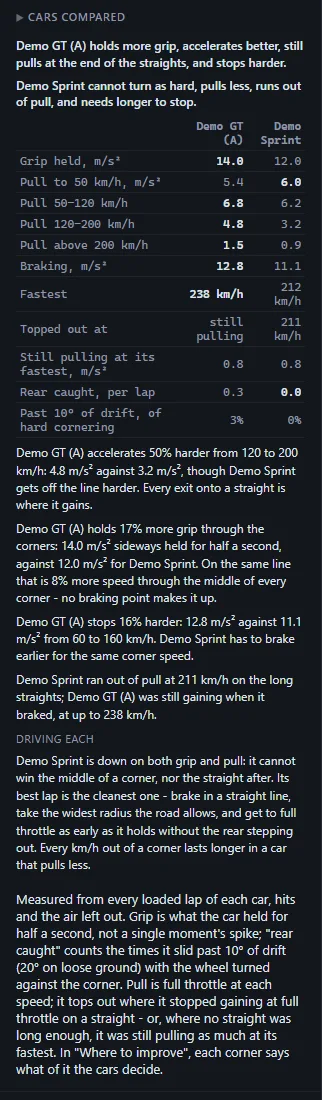 ▶ CARS COMPARED
Demo GT (A) holds more grip, accelerates better, still
pulls at the end of the straights, and stops harder.
Demo Sprint cannot turn as hard, pulls less, runs out
of pull, and needs longer to stop.
Demo GT Demo
(A) Sprint
Grip held, m/s² 14.0 12.0
Pull to 50 km/h, m/s² 5.4 6.0
Pull 50–120 km/h 6.8 6.2
Pull 120–200 km/h 4.8 3.2
Pull above 200 km/h 1.5 0.9
Braking, m/s² 12.8 11.1
Fastest 238 km/h 212
km/h
Topped out at still 211
pulling km/h
Still pulling at its 0.8 0.8
fastest, m/s²
Rear caught, per lap 0.3 0.0
Past 10° of drift, of 3% 0%
hard cornering
Demo GT (A) accelerates 50% harder from 120 to 200
km/h: 4.8 m/s² against 3.2 m/s², though Demo Sprint
gets off the line harder. Every exit onto a straight is
where it gains.
Demo GT (A) holds 17% more grip through the
corners: 14.0 m/s² sideways held for half a second,
against 12.0 for Demo Sprint. On the same line
that is 8% more speed through the middle of every
corner - no braking point makes it up.
Demo GT (A) stops 16% harder: 12.8 m/s² against 11.1
m/s² from 60 to 160 km/h. Demo Sprint has to brake
earlier for the same corner speed.
Demo Sprint ran out of pull at 211 km/h on the long
straights; Demo GT (A) was still gaining when it
braked, at up to 238 km/h.
DRIVING EACH
Demo Sprint is down on both grip and pull: it cannot
win the middle of a corner, nor the straight after. Its
best lap is the cleanest one - brake in a straight line,
take the widest radius the road allows, and get to full
throttle as early as it holds without the rear stepping
out. Every km/h out of a corner lasts longer in a car
that pulls less.
Measured from every loaded lap of each car, hits
and the air left out. Grip is what the car held for
half a second, not a single moment's spike; "rear
caught" counts the times it slid past 10° of drift
(20° on loose ground) with the wheel turned
against the corner. Pull is full throttle at each
speed; it tops out where it stopped gaining at full
throttle on a straight - or, where no straight was
long enough, it was still pulling as much at its
fastest. In "Where to improve", each corner says
what of it the cars decide.